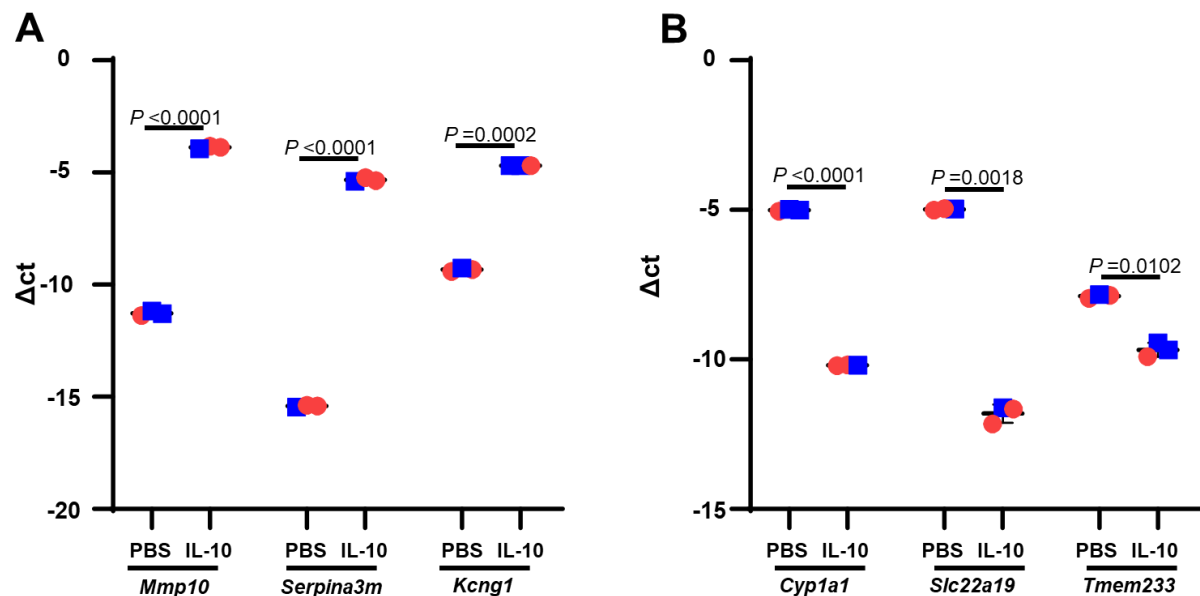 A
0
-5
-10
-15
-20
Δct
P <0.0001
P <0.0001
P =0.0002
PBS IL-10 PBS IL-10 PBS IL-10
Mmp10 Serpina3m Kcng1
B
0
-5
-10
-15
Δct
P <0.0001
P =0.0018
P =0.0102
PBS IL-10 PBS IL-10 PBS IL-10
Cyp1a1 Slc22a19 Tmem233